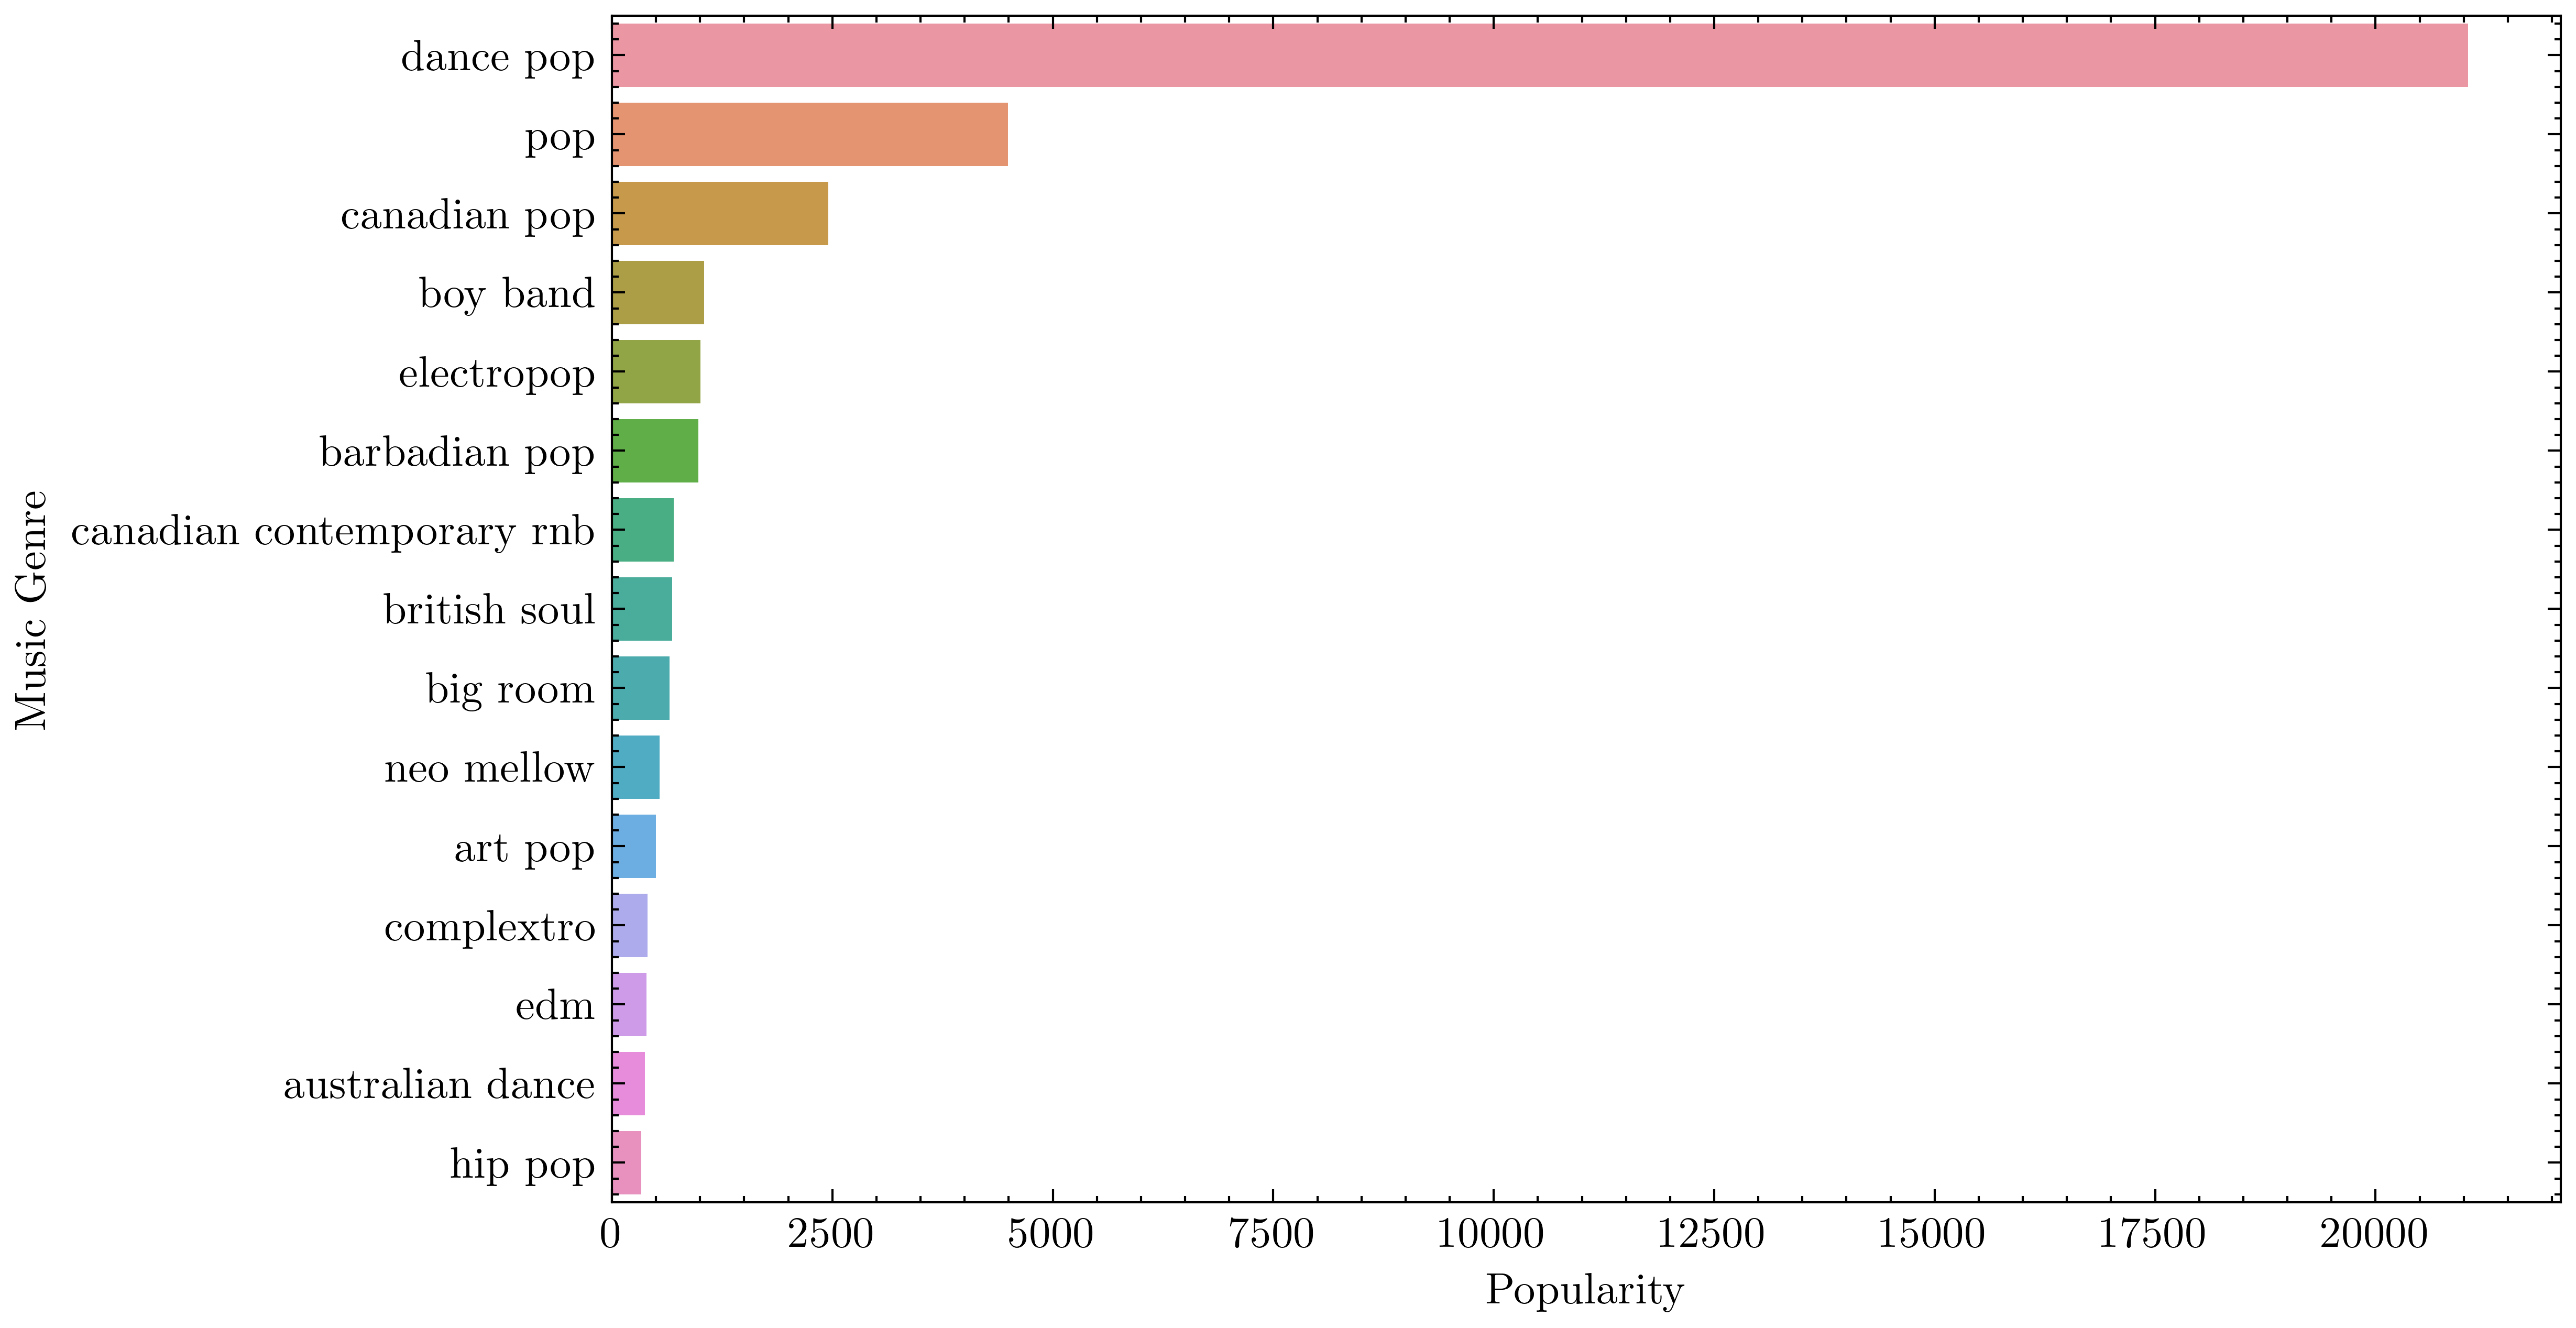 dance pop
pop
canadian pop
boy band
electropop
barbadian pop
canadian contemporary rnb
british soul
big room
neo mellow
art pop
complextro
edm
australian dance
hip pop
Music Genre
0 2500 5000 7500 10000 12500 15000 17500 20000
Popularity